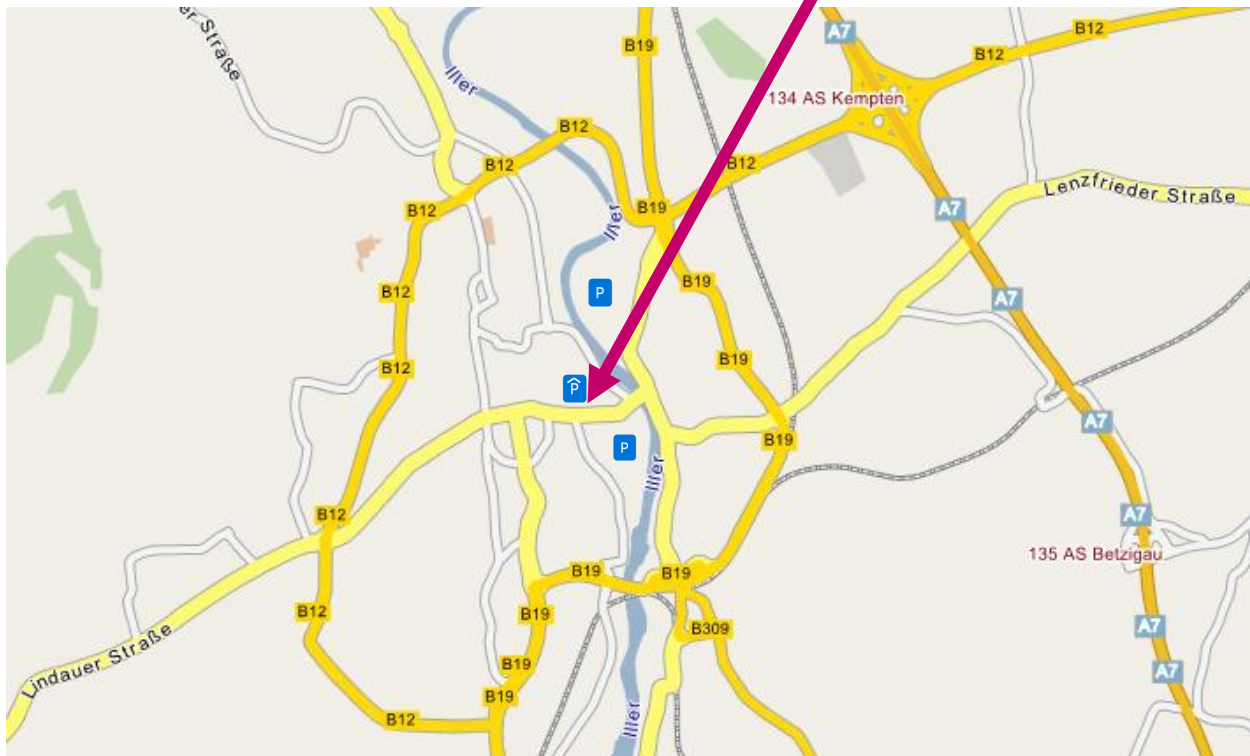 er Straße
A7
B12
B19
B12
Iller
134 AS Kempten
B12
B12
B12
Lenzfrieder Straße
B12
B19
A7
Iller
B19
B12
P
A7
B19
B12
P
A7
B19
P
Iller
B12
A7
135 AS Betzigau
B19
B19
B12
B19
B309
A7
Lindauer Straße
B19
A7
B19
B12
Iller